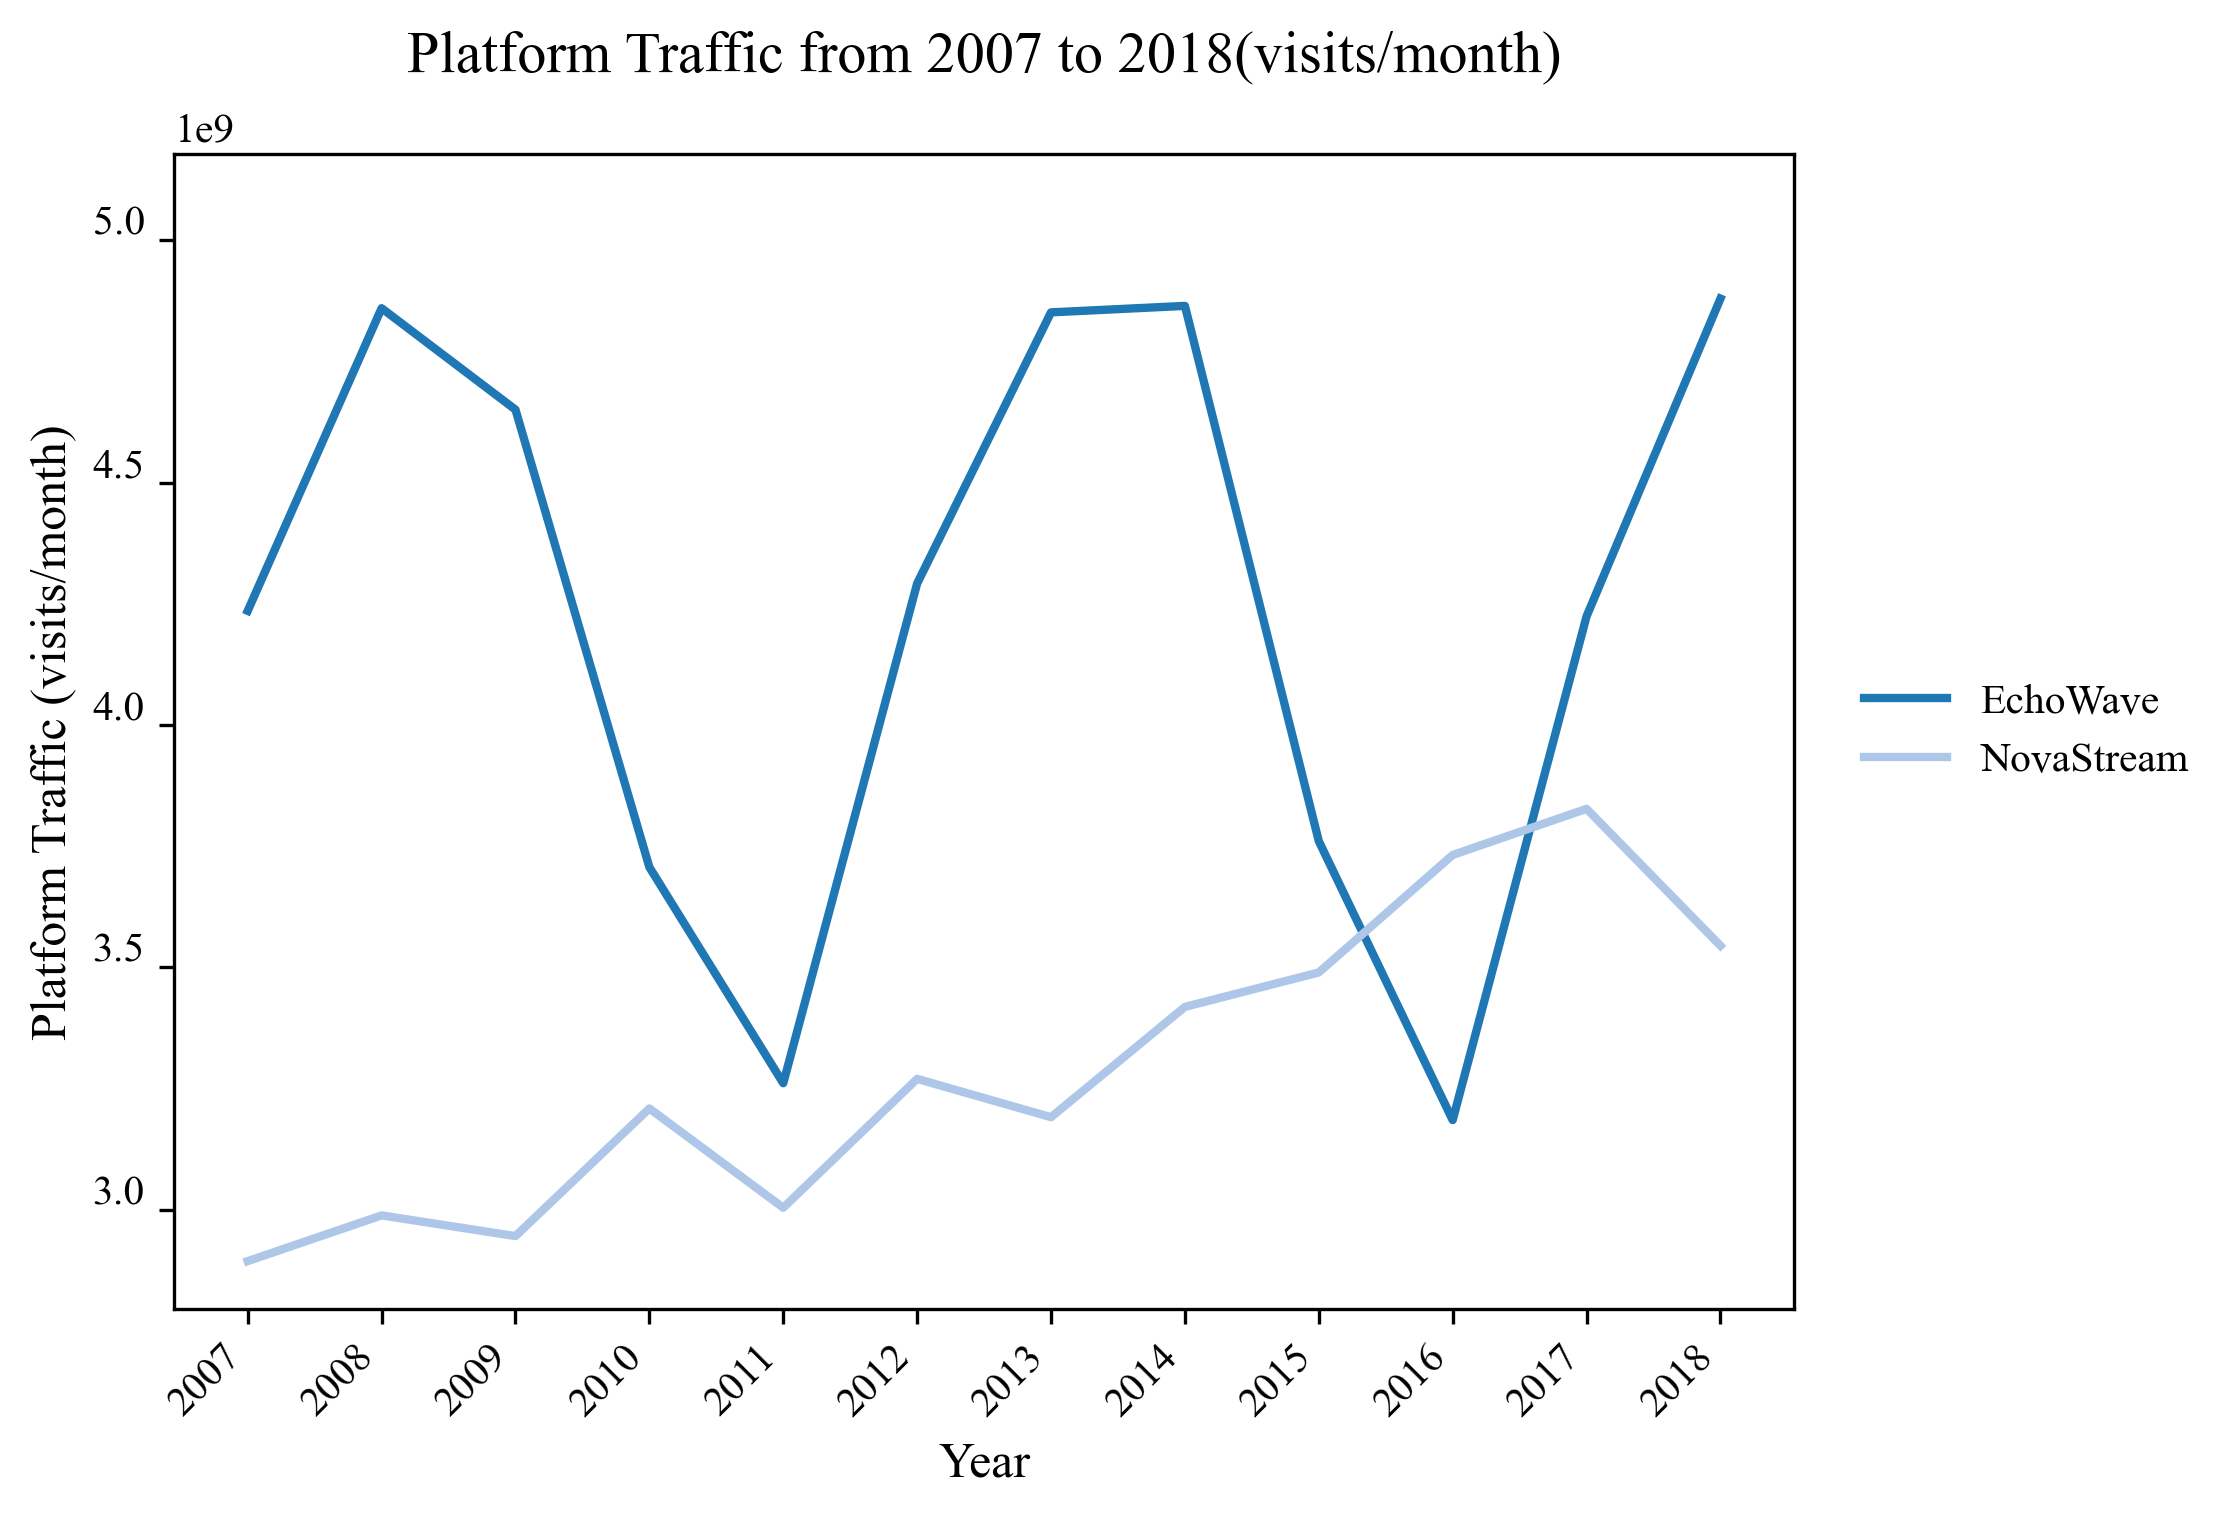 Platform Traffic from 2007 to 2018(visits/month)
1e9
5.0
4.5
4.0
3.5
3.0
Platform Traffic (visits/month)
EchoWave
NovaStream
2007
2008
2009
2010
2011
2012
2013
2014
2015
2016
2017
2018
Year